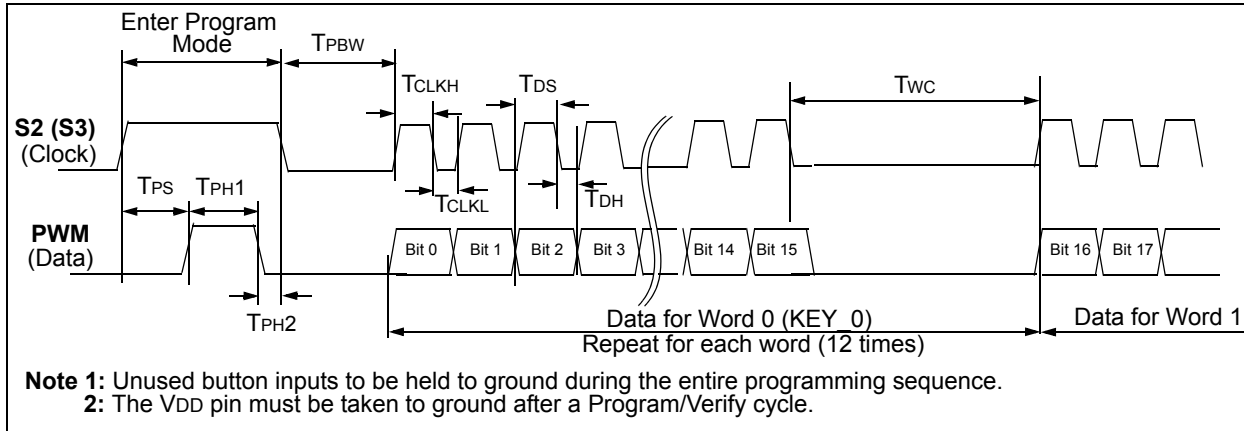 Enter Program
Mode
TPBW
TCLKH
TDS
TWC
S2 (S3)
(Clock)
TPS
TPH1
TCLKL
TDH
PWM
(Data)
Bit 0
Bit 1
Bit 2
Bit 3
Bit 14
Bit 15
Bit 16
Bit 17
TPH2
Data for Word 0 (KEY_0)
Data for Word 1
Repeat for each word (12 times)
Note 1: Unused button inputs to be held to ground during the entire programming sequence.
2: The VDD pin must be taken to ground after a Program/Verify cycle.